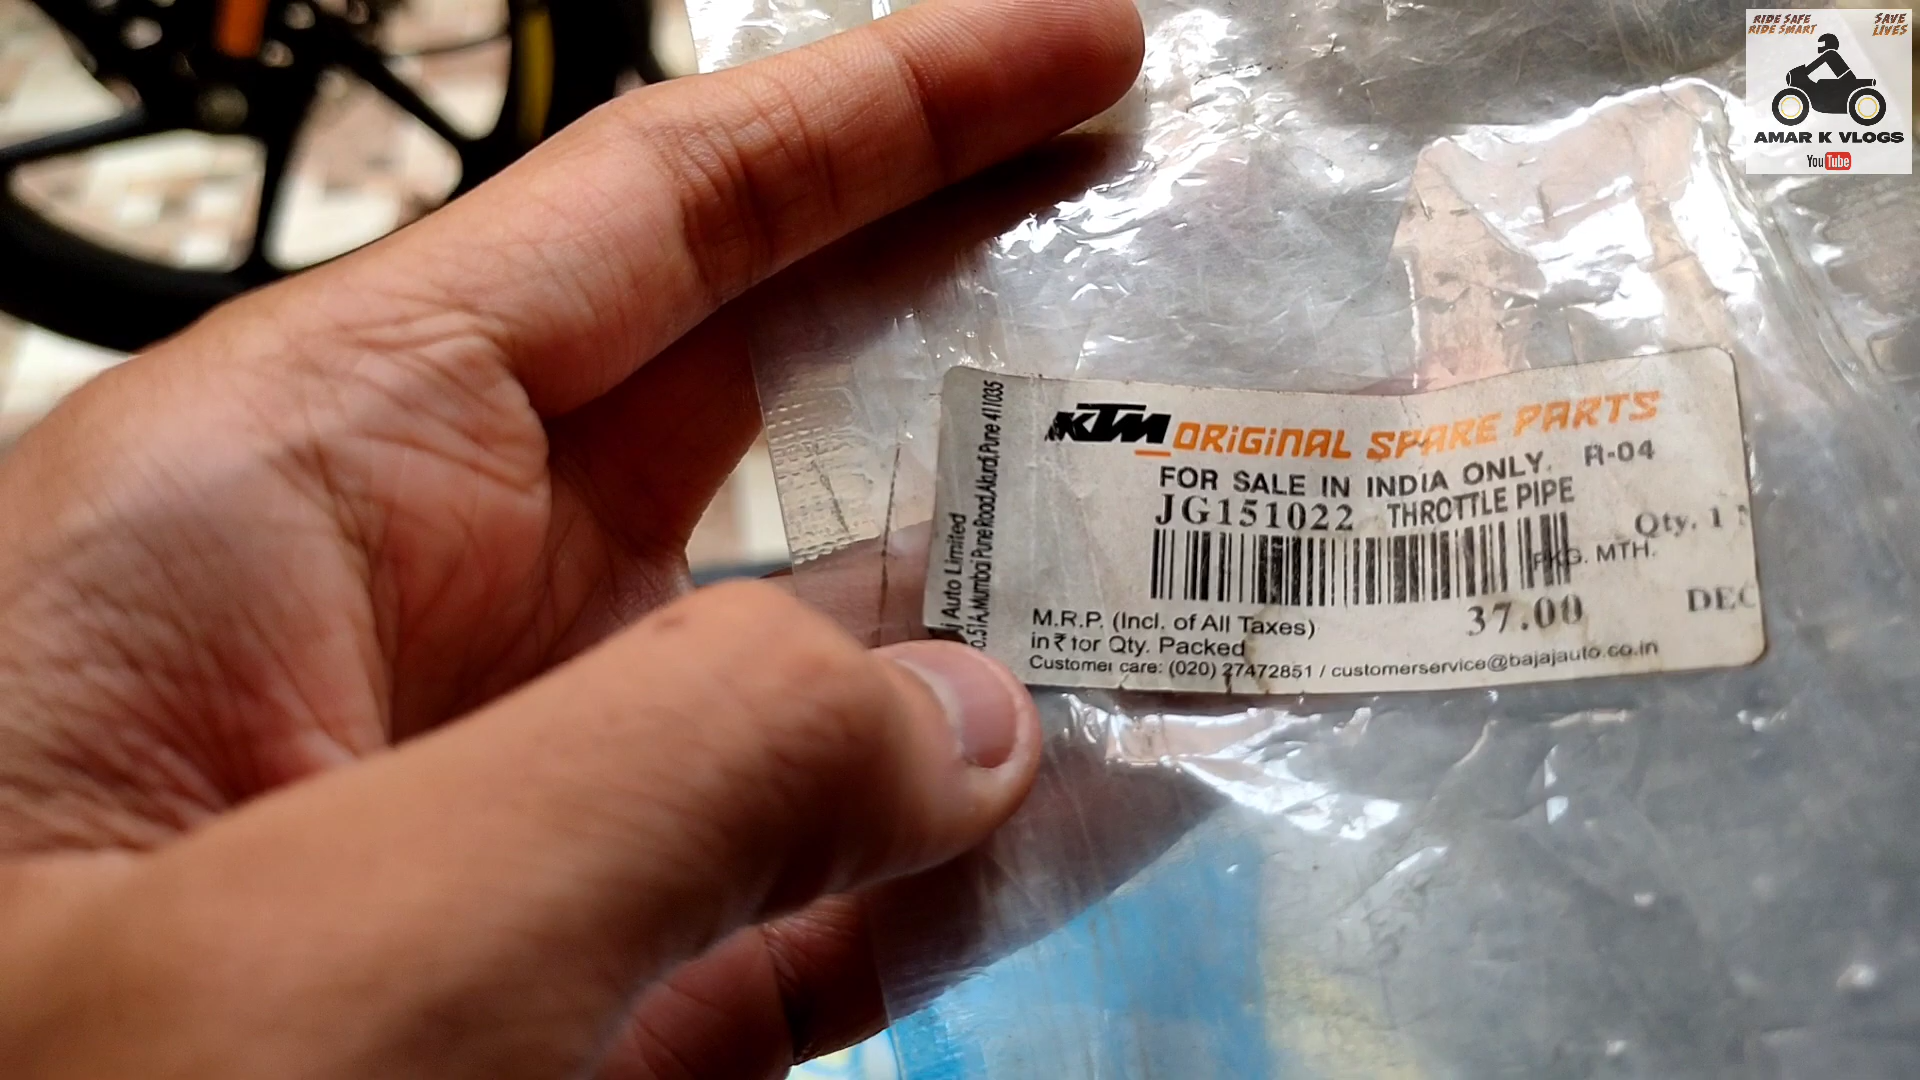 RIDE SAFE
RIDE SMART
SAVE
LIVES
AMAR K VLOGS
YouTube
KTM ORIGINAL SPARE PARTS
FOR SALE IN INDIA ONLY. R-04
JG151022 THROTTLE PIPE
Qty. 1
PKG. MTH.
37.00
DEC
M.R.P. (Incl. of All Taxes)
in ₹ for Qty. Packed
Customer care: (020) 27472851 / customerservice@bajajauto.co.in
Auto Limited
Mumbai Pune Road, Akurdi, Pune 411035